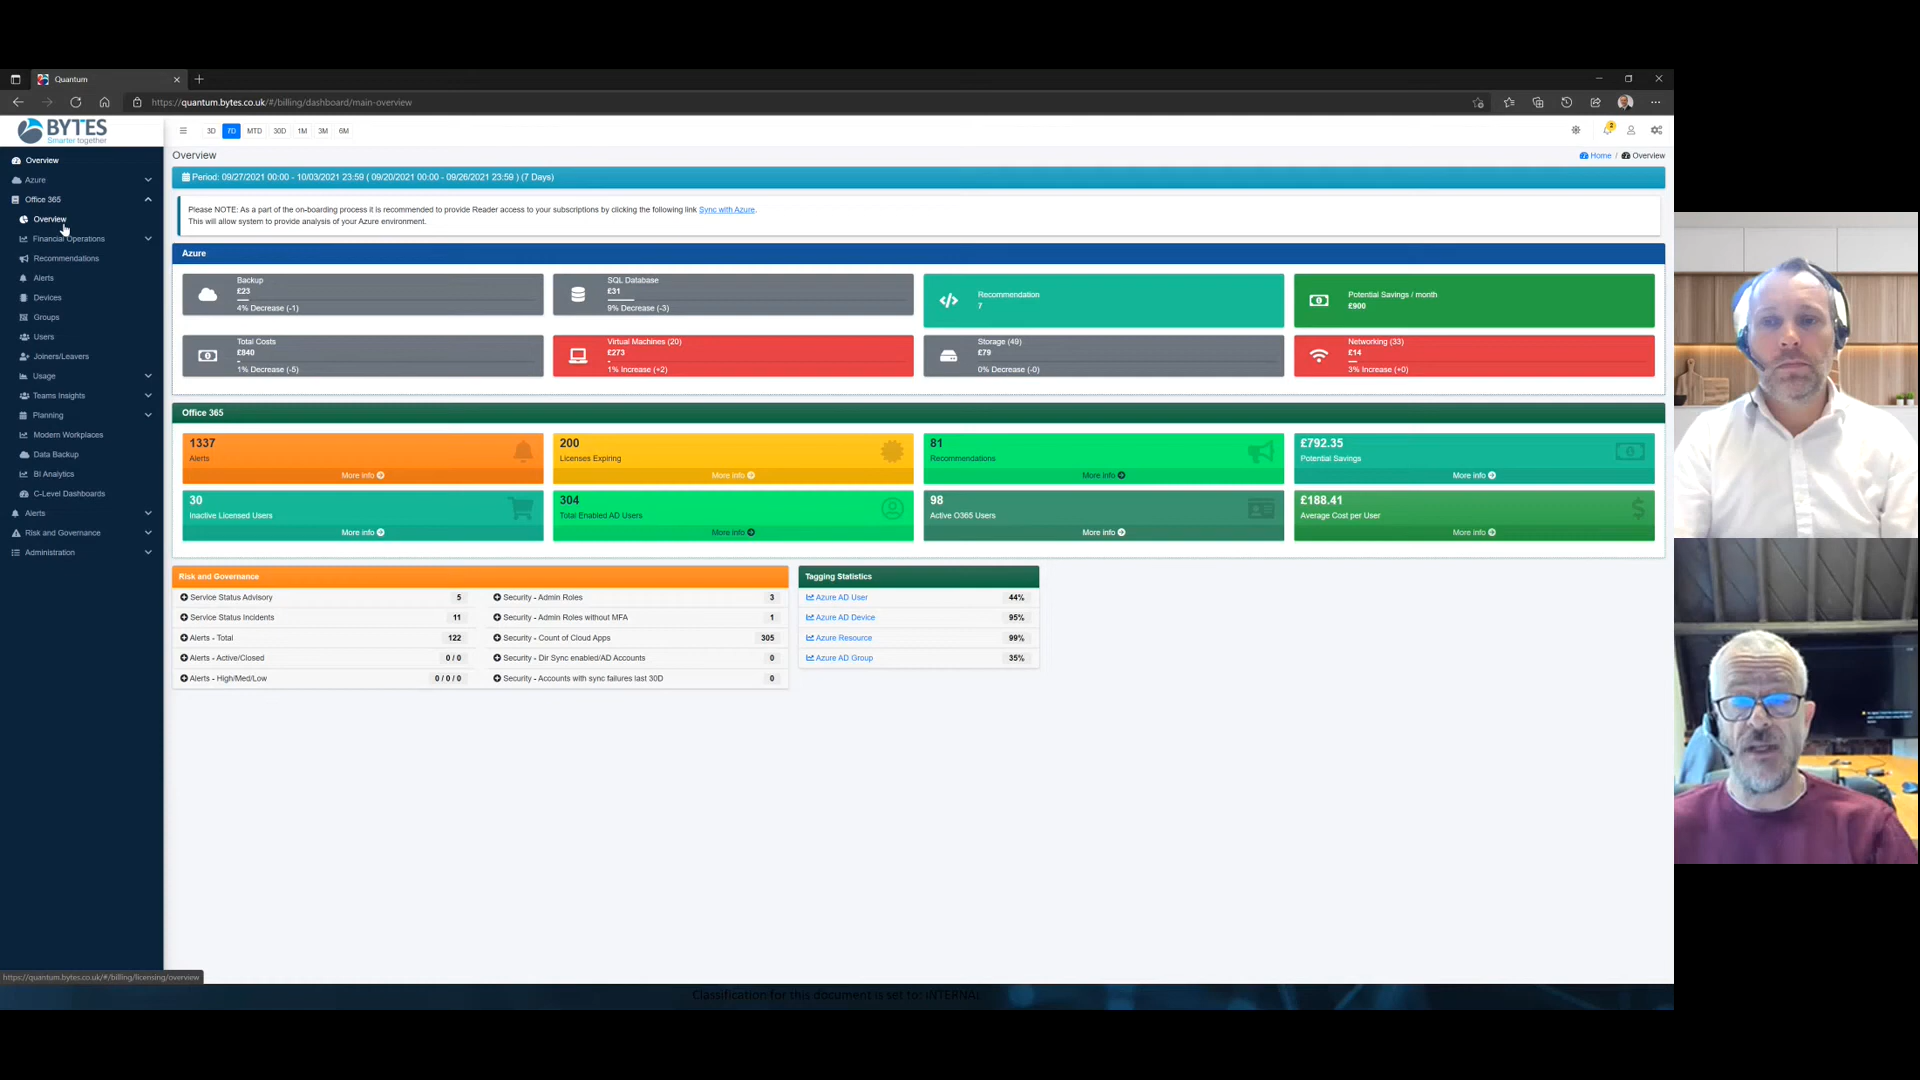 Quantum
https://quantum.bytes.co.uk/#/billing/dashboard/main-overview
BYTES
Smarter together
3D 7D MTD 30D 1M 3M 6M
2
Overview
Home / Overview
Period: 09/27/2021 00:00 - 10/03/2021 23:59 ( 09/20/2021 00:00 - 09/26/2021 23:59 ) (7 Days)
Please NOTE: As a part of the on-boarding process it is recommended to provide Reader access to your subscriptions by clicking the following link Sync with Azure.
This will allow system to provide analysis of your Azure environment.
Overview
Azure
Office 365
Overview
Financial Operations
Recommendations
Alerts
Devices
Groups
Users
Joiners/Leavers
Usage
Teams Insights
Planning
Modern Workplaces
Data Backup
BI Analytics
C-Level Dashboards
Alerts
Risk and Governance
Administration
Azure
Backup
£23
4% Decrease (-1)
SQL Database
£31
9% Decrease (-3)
Recommendation
7
Potential Savings / month
£900
Total Costs
£840
1% Decrease (-5)
Virtual Machines (20)
£273
1% Increase (+2)
Storage (49)
£79
0% Decrease (-0)
Networking (33)
£14
3% Increase (+0)
Office 365
1337
Alerts
More info
200
Licenses Expiring
More info
81
Recommendations
More info
£792.35
Potential Savings
More info
30
Inactive Licensed Users
More info
304
Total Enabled AD Users
More info
98
Active O365 Users
More info
£188.41
Average Cost per User
More info
Risk and Governance
Service Status Advisory 5
Service Status Incidents 11
Alerts - Total 122
Alerts - Active/Closed 0 / 0
Alerts - High/Med/Low 0 / 0 / 0
Security - Admin Roles 3
Security - Admin Roles without MFA 1
Security - Count of Cloud Apps 305
Security - Dir Sync enabled/AD Accounts 0
Security - Accounts with sync failures last 30D 0
Tagging Statistics
Azure AD User 44%
Azure AD Device 95%
Azure Resource 99%
Azure AD Group 35%
https://quantum.bytes.co.uk/#/billing/licensing/overview
Classification for this document is set to: INTERNAL